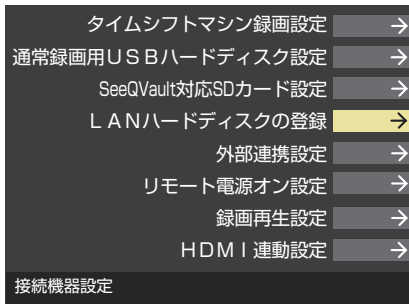 タイムシフトマシン録画設定
通常録画用ＵＳＢハードディスク設定
SeeQVault対応SDカード設定
ＬＡＮハードディスクの登録
外部連携設定
リモート電源オン設定
録画再生設定
ＨＤＭＩ連動設定
接続機器設定